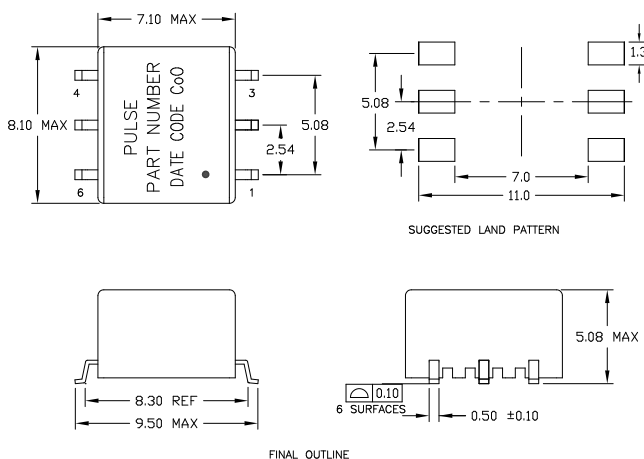 7.10 MAX
8.10 MAX
4
6
3
1
PULSE
PART NUMBER
DATE CODE CoO
5.08
2.54
5.08
2.54
7.0
11.0
SUGGESTED LAND PATTERN
8.30 REF
9.50 MAX
5.08 MAX
0.10
6 SURFACES
0.50 ±0.10
FINAL OUTLINE